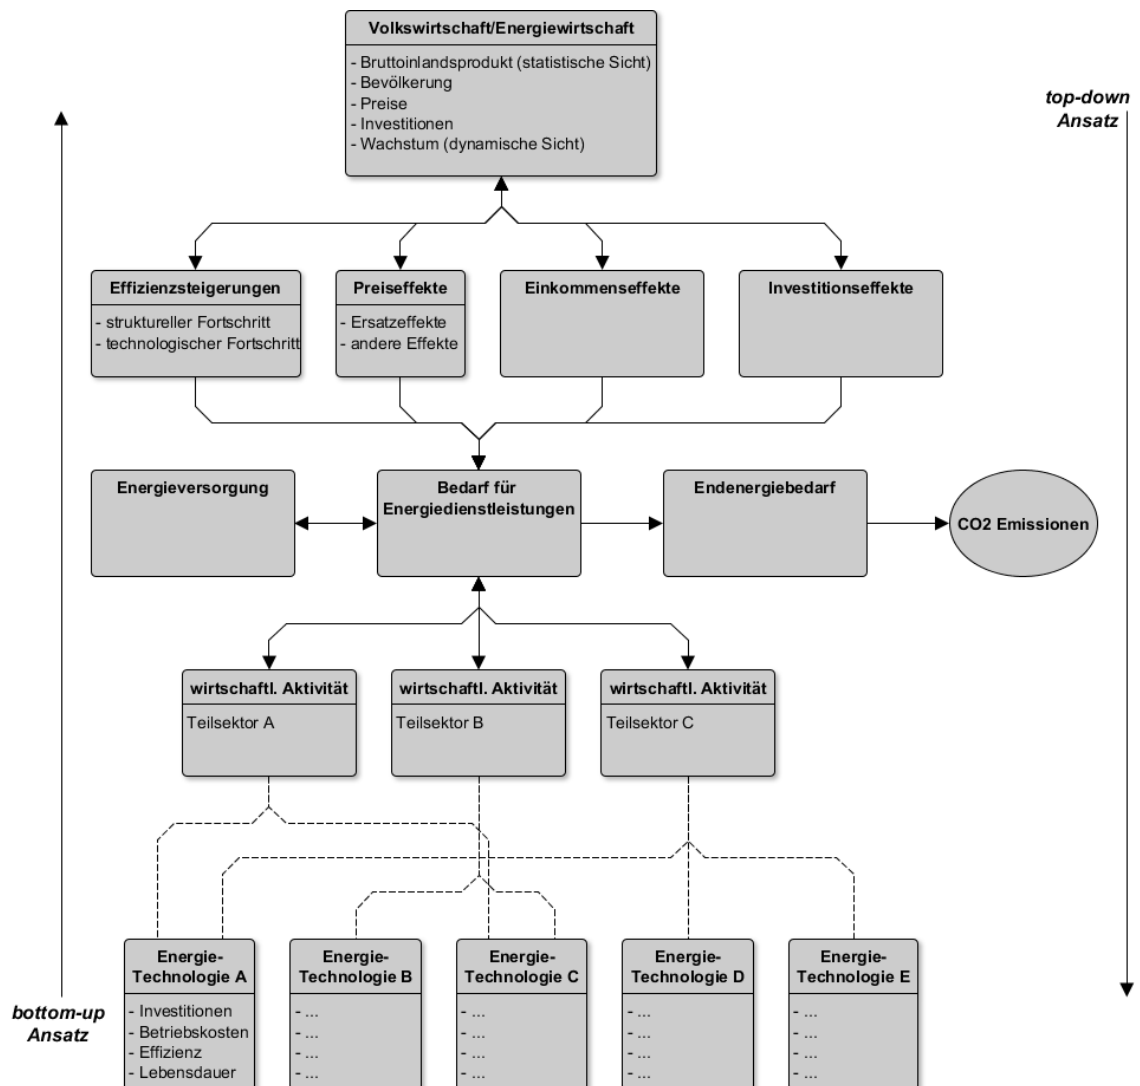 Volkswirtschaft/Energiewirtschaft
- Bruttoinlandsprodukt (statistische Sicht)
- Bevölkerung
- Preise
- Investitionen
- Wachstum (dynamische Sicht)
top-down
Ansatz
Effizienzsteigerungen
- struktureller Fortschritt
- technologischer Fortschritt
Preiseffekte
- Ersatzeffekte
- andere Effekte
Einkommenseffekte
Investitionseffekte
Energieversorgung
Bedarf für
Energiedienstleistungen
Endenergiebedarf
CO2 Emissionen
wirtschaftl. Aktivität
Teilsektor A
wirtschaftl. Aktivität
Teilsektor B
wirtschaftl. Aktivität
Teilsektor C
bottom-up
Ansatz
Energie-
Technologie A
- Investitionen
- Betriebskosten
- Effizienz
- Lebensdauer
Energie-
Technologie B
- ...
- ...
- ...
- ...
Energie-
Technologie C
- ...
- ...
- ...
- ...
Energie-
Technologie D
- ...
- ...
- ...
- ...
Energie-
Technologie E
- ...
- ...
- ...
- ...